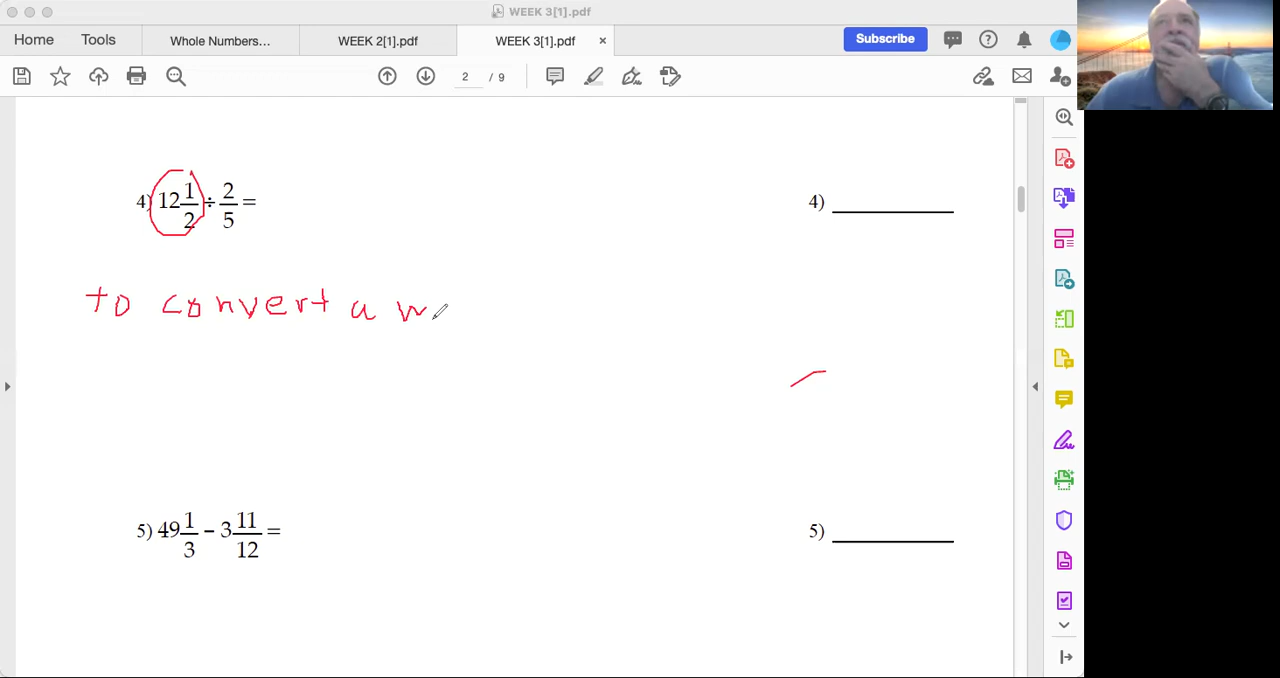 WEEK 3[1].pdf
Home Tools Whole Numbers... WEEK 2[1].pdf WEEK 3[1].pdf × Subscribe
2 / 9
4) 12 1/2 ÷ 2/5 = 4)
to convert a
5) 49 1/3 – 3 11/12 = 5)